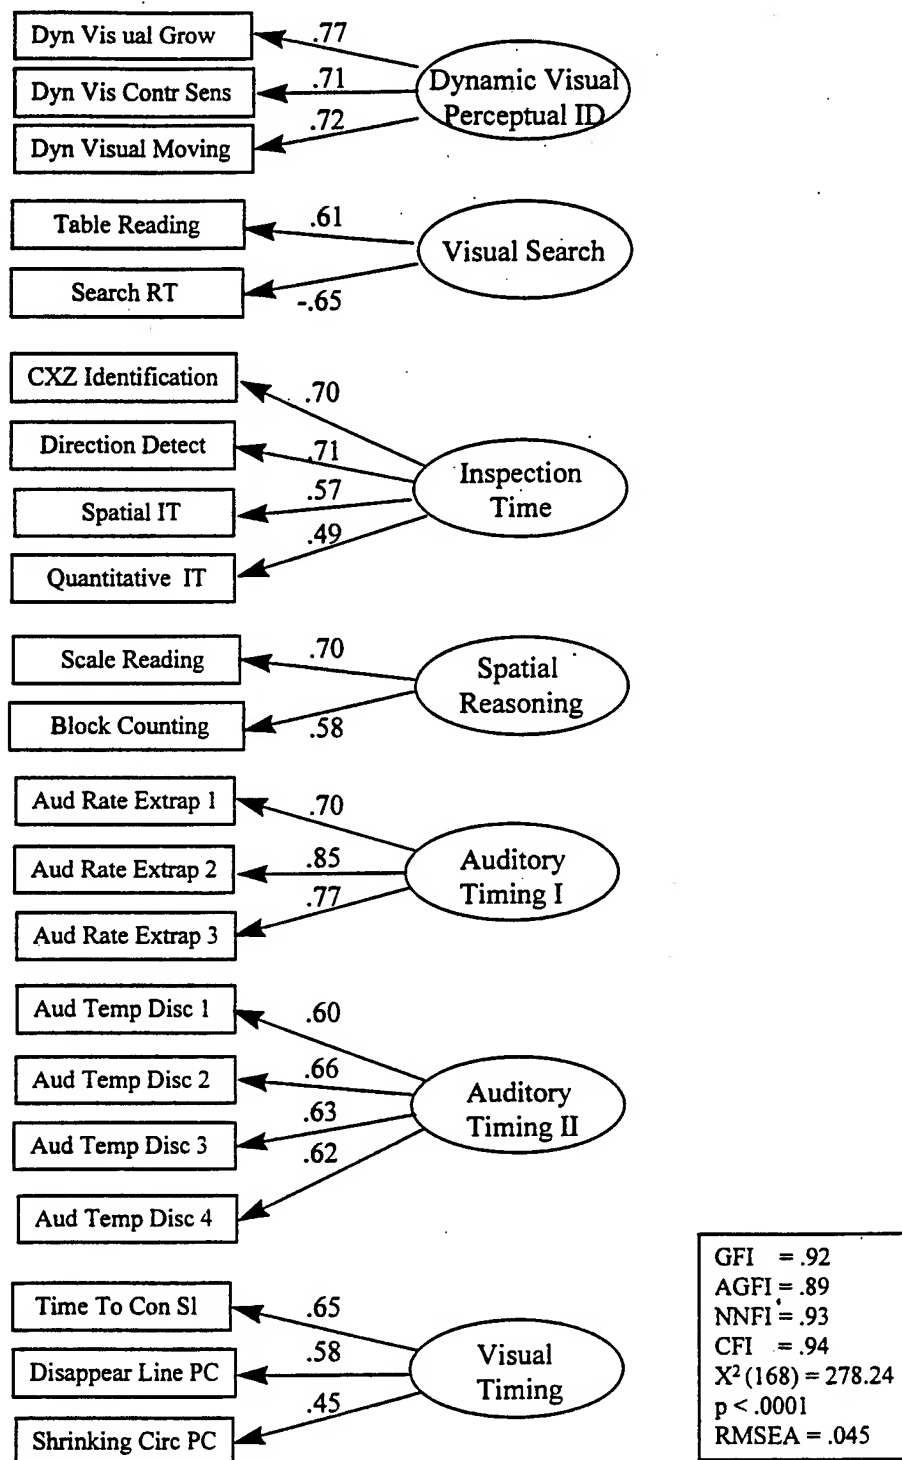 Dyn Vis ual Grow
.77
Dyn Vis Contr Sens
.71
Dyn Visual Moving
.72
Dynamic Visual
Perceptual ID
Table Reading
.61
Search RT
-.65
Visual Search
CXZ Identification
.70
Direction Detect
.71
Spatial IT
.57
Quantitative IT
.49
Inspection
Time
Scale Reading
.70
Block Counting
.58
Spatial
Reasoning
Aud Rate Extrap 1
.70
Aud Rate Extrap 2
.85
Aud Rate Extrap 3
.77
Auditory
Timing I
Aud Temp Disc 1
.60
Aud Temp Disc 2
.66
Aud Temp Disc 3
.63
Aud Temp Disc 4
.62
Auditory
Timing II
Time To Con Sl
.65
Disappear Line PC
.58
Shrinking Circ PC
.45
Visual
Timing
GFI = .92
AGFI = .89
NNFI = .93
CFI = .94
X² (168) = 278.24
p < .0001
RMSEA = .045